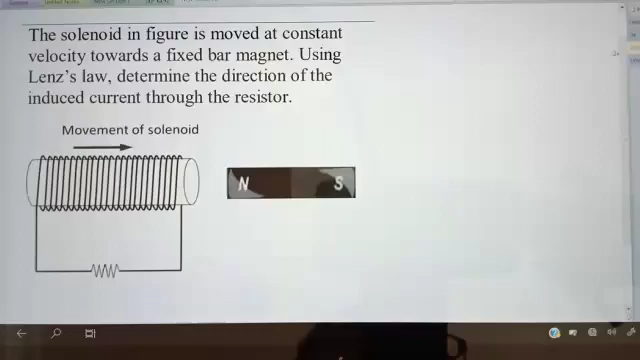 The solenoid in figure is moved at constant
velocity towards a fixed bar magnet. Using
Lenz's law, determine the direction of the
induced current through the resistor.
Movement of solenoid
N
S